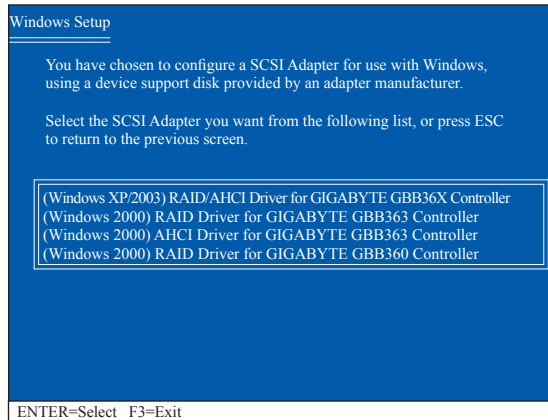 Windows Setup
You have chosen to configure a SCSI Adapter for use with Windows,
using a device support disk provided by an adapter manufacturer.
Select the SCSI Adapter you want from the following list, or press ESC
to return to the previous screen.
(Windows XP/2003) RAID/AHCI Driver for GIGABYTE GBB36X Controller
(Windows 2000) RAID Driver for GIGABYTE GBB363 Controller
(Windows 2000) AHCI Driver for GIGABYTE GBB363 Controller
(Windows 2000) RAID Driver for GIGABYTE GBB360 Controller
ENTER=Select F3=Exit